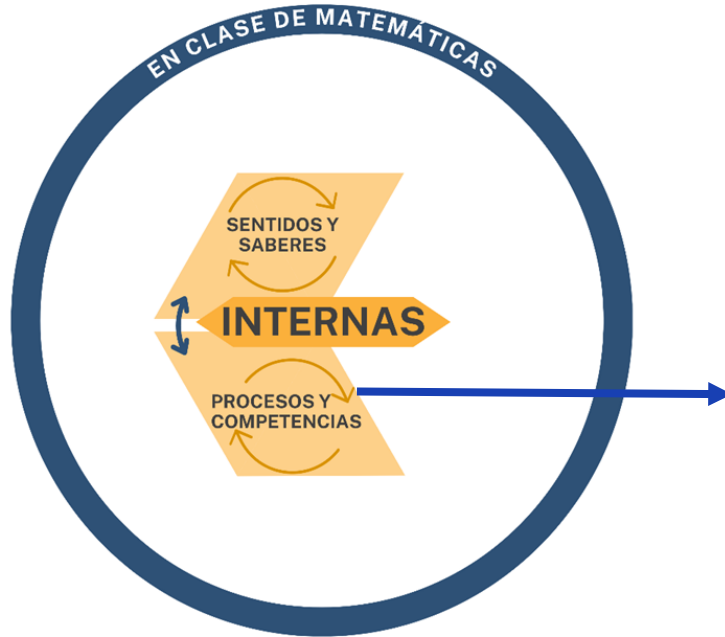 EN CLASE DE MATEMÁTICAS
SENTIDOS Y
SABERES
INTERNAS
PROCESOS Y
COMPETENCIAS